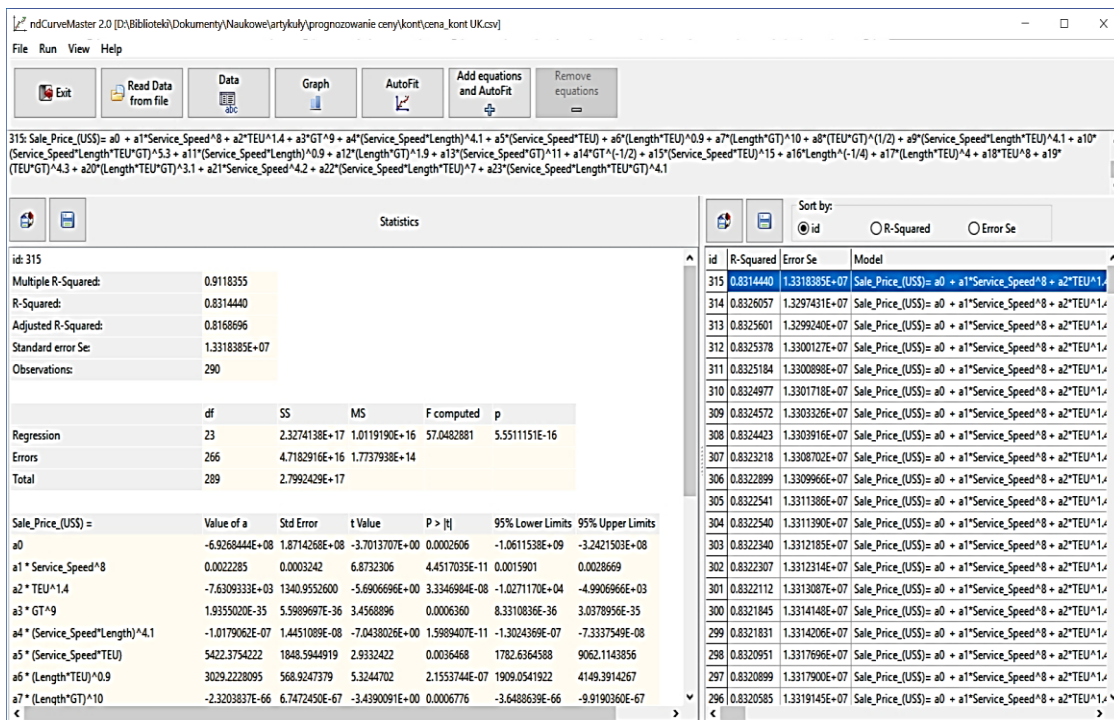 ndCurveMaster 2.0 [D:\Biblioteki\Dokumenty\Naukowe\artykuły\prognozowanie ceny\kont\cena_kont UK.csv]
File Run View Help
Exit
Read Data from file
Data
abc
Graph
AutoFit
Add equations and AutoFit
Remove equations
315: Sale_Price_(US$)= a0 + a1*Service_Speed^8 + a2*TEU^1.4 + a3*GT^9 + a4*(Service_Speed*Length)^4.1 + a5*(Service_Speed*TEU) + a6*(Length*TEU)^0.9 + a7*(Length*GT)^10 + a8*(TEU*GT)^(1/2) + a9*(Service_Speed*Length*TEU)^4.1 + a10*
(Service_Speed*Length*TEU*GT)^5.3 + a11*(Service_Speed*Length)^0.9 + a12*(Length*GT)^1.9 + a13*(Service_Speed*GT)^11 + a14*GT^(-1/2) + a15*(Service_Speed*TEU)^15 + a16*Length^(-1/4) + a17*(Length*TEU)^4 + a18*TEU^8 + a19*
(TEU*GT)^4.3 + a20*(Length*TEU*GT)^3.1 + a21*Service_Speed^4.2 + a22*(Service_Speed*Length*TEU)^7 + a23*(Service_Speed*Length*TEU*GT)^4.1
Statistics
id: 315
Multiple R-Squared: 0.9118355
R-Squared: 0.8314440
Adjusted R-Squared: 0.8168696
Standard error Se: 1.3318385E+07
Observations: 290
df SS MS F computed p
Regression 23 2.3274138E+17 1.0119190E+16 57.0482881 5.5511151E-16
Errors 266 4.7182916E+16 1.7737938E+14
Total 289 2.7992429E+17
Sale_Price_(US$) = Value of a Std Error t Value P > |t| 95% Lower Limits 95% Upper Limits
a0 -6.9268444E+08 1.8714268E+08 -3.7013707E+00 0.0002606 -1.0611538E+09 -3.2421503E+08
a1 * Service_Speed^8 0.0022285 0.0003242 6.8732306 4.4517035E-11 0.0015901 0.0028669
a2 * TEU^1.4 -7.6309333E+03 1340.9552600 -5.6906696E+00 3.3346984E-08 -1.0271170E+04 -4.9906966E+03
a3 * GT^9 1.9355020E-35 5.5989697E-36 3.4568896 0.0006360 8.3310836E-36 3.0378956E-35
a4 * (Service_Speed*Length)^4.1 -1.0179062E-07 1.4451089E-08 -7.0438026E+00 1.5989407E-11 -1.3024369E-07 -7.3337549E-08
a5 * (Service_Speed*TEU) 5422.3754222 1848.5944919 2.9332422 0.0036468 1782.6364588 9062.1143856
a6 * (Length*TEU)^0.9 3029.2228095 568.9247379 5.3244702 2.1553744E-07 1909.0541922 4149.3914267
a7 * (Length*GT)^10 -2.3203837E-66 6.7472450E-67 -3.4390091E+00 0.0006776 -3.6488639E-66 -9.9190360E-67
Sort by:
id R-Squared Error Se
id R-Squared Error Se Model
315 0.8314440 1.3318385E+07 Sale_Price_(US$)= a0 + a1*Service_Speed^8 + a2*TEU^1.4
314 0.8326057 1.3297431E+07 Sale_Price_(US$)= a0 + a1*Service_Speed^8 + a2*TEU^1.4
313 0.8325601 1.3299240E+07 Sale_Price_(US$)= a0 + a1*Service_Speed^8 + a2*TEU^1.4
312 0.8325378 1.3300127E+07 Sale_Price_(US$)= a0 + a1*Service_Speed^8 + a2*TEU^1.4
311 0.8325184 1.3300898E+07 Sale_Price_(US$)= a0 + a1*Service_Speed^8 + a2*TEU^1.4
310 0.8324977 1.3301718E+07 Sale_Price_(US$)= a0 + a1*Service_Speed^8 + a2*TEU^1.4
309 0.8324572 1.3303326E+07 Sale_Price_(US$)= a0 + a1*Service_Speed^8 + a2*TEU^1.4
308 0.8324423 1.3303916E+07 Sale_Price_(US$)= a0 + a1*Service_Speed^8 + a2*TEU^1.4
307 0.8323218 1.3308702E+07 Sale_Price_(US$)= a0 + a1*Service_Speed^8 + a2*TEU^1.4
306 0.8322899 1.3309966E+07 Sale_Price_(US$)= a0 + a1*Service_Speed^8 + a2*TEU^1.4
305 0.8322541 1.3311386E+07 Sale_Price_(US$)= a0 + a1*Service_Speed^8 + a2*TEU^1.4
304 0.8322540 1.3311390E+07 Sale_Price_(US$)= a0 + a1*Service_Speed^8 + a2*TEU^1.4
303 0.8322340 1.3312185E+07 Sale_Price_(US$)= a0 + a1*Service_Speed^8 + a2*TEU^1.4
302 0.8322307 1.3312314E+07 Sale_Price_(US$)= a0 + a1*Service_Speed^8 + a2*TEU^1.4
301 0.8322112 1.3313087E+07 Sale_Price_(US$)= a0 + a1*Service_Speed^8 + a2*TEU^1.4
300 0.8321845 1.3314148E+07 Sale_Price_(US$)= a0 + a1*Service_Speed^8 + a2*TEU^1.4
299 0.8321831 1.3314206E+07 Sale_Price_(US$)= a0 + a1*Service_Speed^8 + a2*TEU^1.4
298 0.8320951 1.3317696E+07 Sale_Price_(US$)= a0 + a1*Service_Speed^8 + a2*TEU^1.4
297 0.8320899 1.3317900E+07 Sale_Price_(US$)= a0 + a1*Service_Speed^8 + a2*TEU^1.4
296 0.8320585 1.3319145E+07 Sale_Price_(US$)= a0 + a1*Service_Speed^8 + a2*TEU^1.4